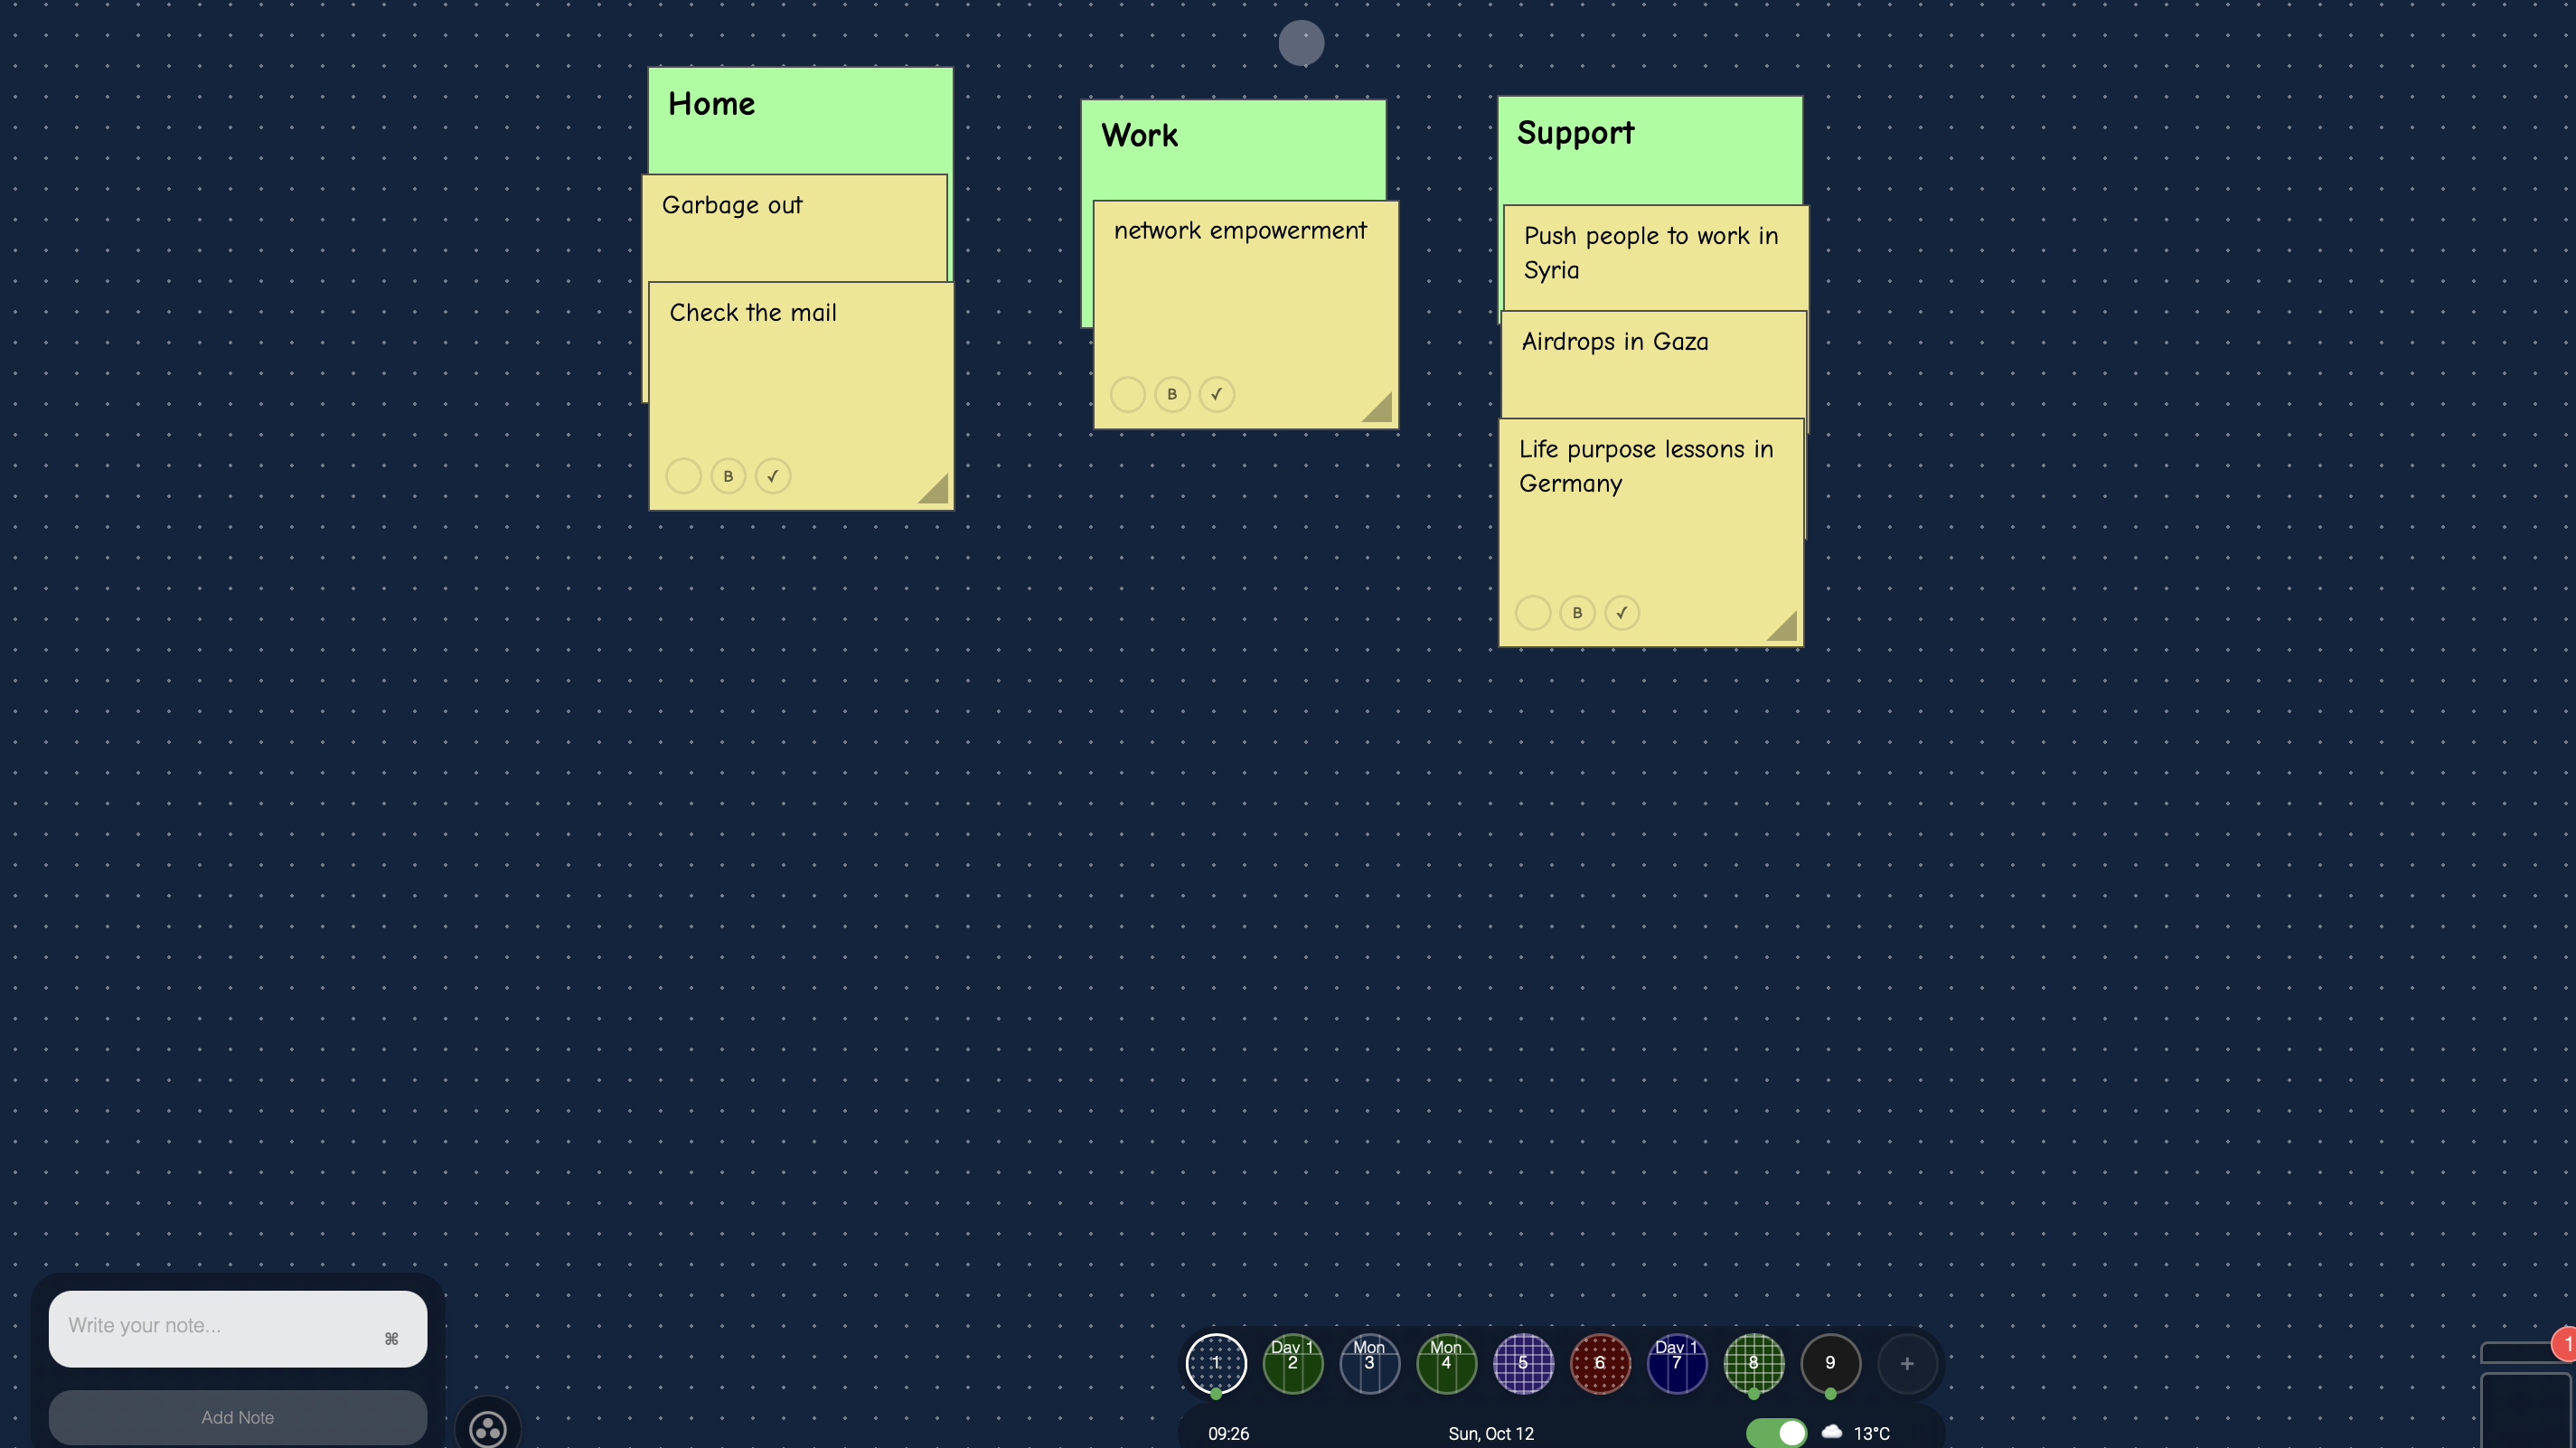 Home
Garbage out
Check the mail
B ✓
Work
network empowerment
B ✓
Support
Push people to work in
Syria
Airdrops in Gaza
Life purpose lessons in
Germany
B ✓
Write your note...
⌘
Add Note
1
Day 1
2
Mon
3
Mon
4
5
6
Day 1
7
8
9
+
09:26
Sun, Oct 12
13°C
1